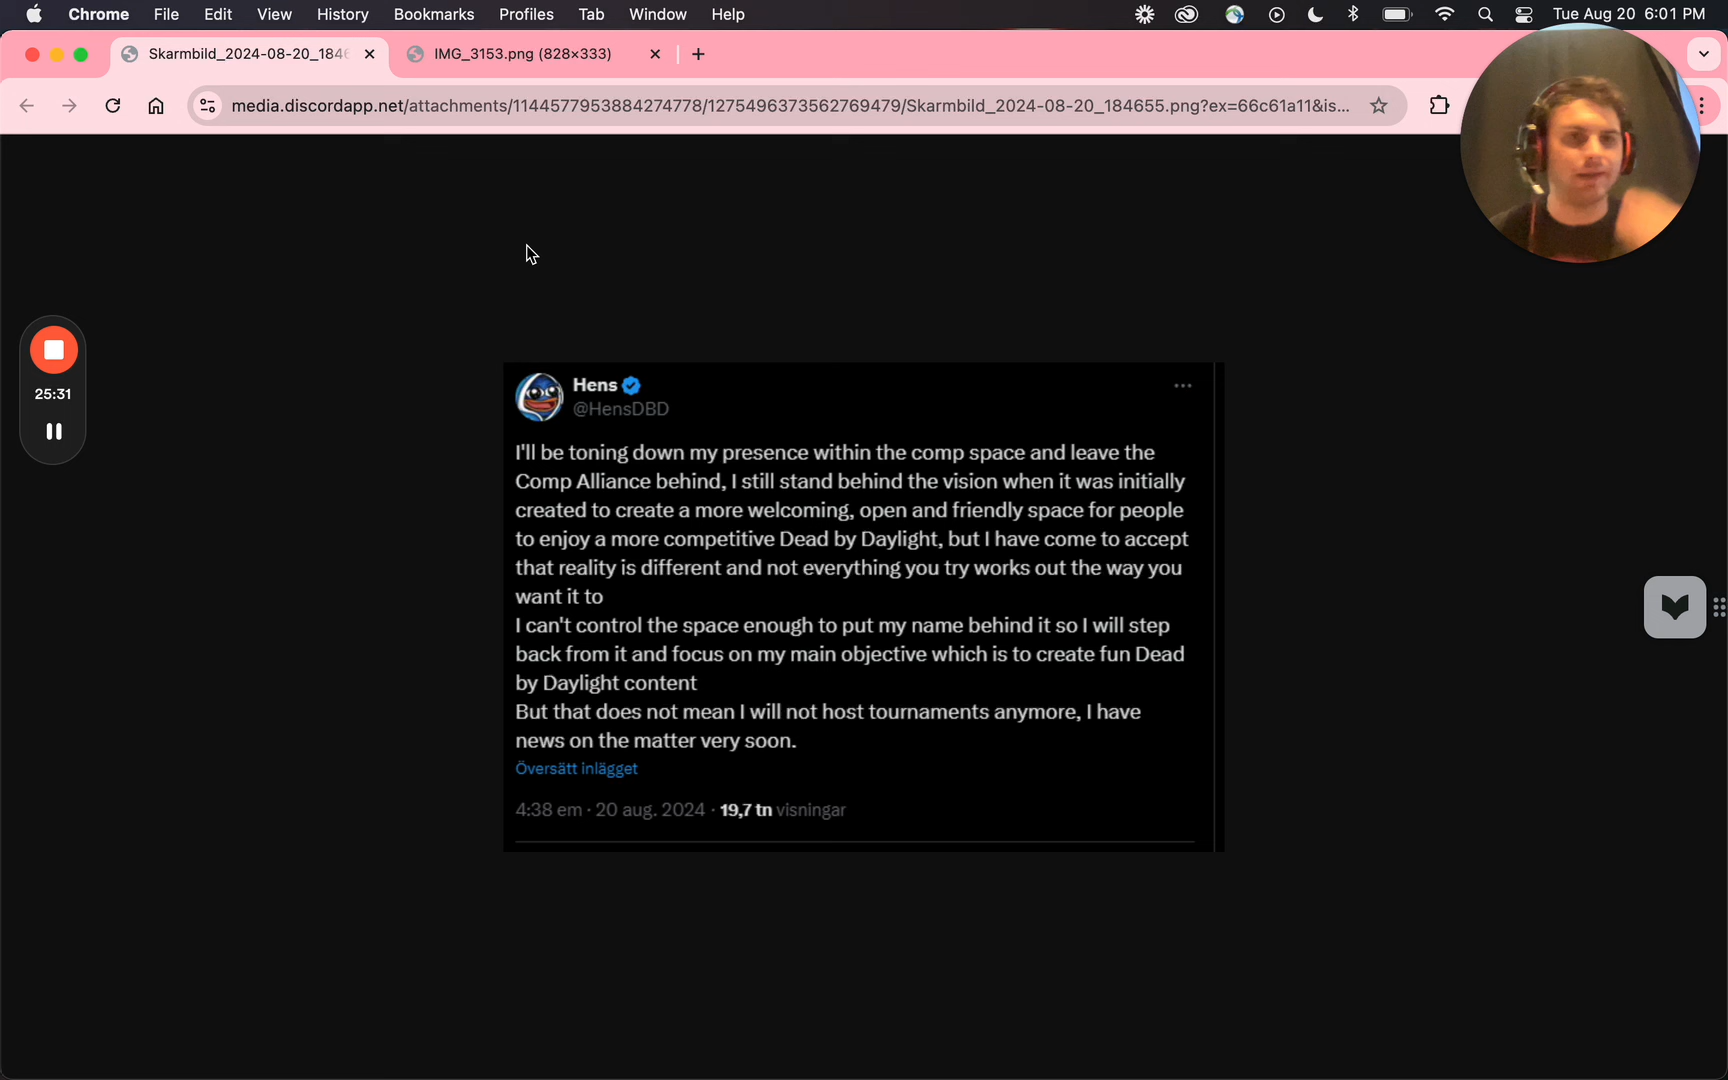 Chrome File Edit View History Bookmarks Profiles Tab Window Help Tue Aug 20 6:01 PM
Skarmbild_2024-08-20_1846 IMG_3153.png (828×333)
media.discordapp.net/attachments/1144577953884274778/1275496373562769479/Skarmbild_2024-08-20_184655.png?ex=66c61a11&is...
25:31
Hens
@HensDBD
I'll be toning down my presence within the comp space and leave the
Comp Alliance behind, I still stand behind the vision when it was initially
created to create a more welcoming, open and friendly space for people
to enjoy a more competitive Dead by Daylight, but I have come to accept
that reality is different and not everything you try works out the way you
want it to
I can't control the space enough to put my name behind it so I will step
back from it and focus on my main objective which is to create fun Dead
by Daylight content
But that does not mean I will not host tournaments anymore, I have
news on the matter very soon.
Översätt inlägget
4:38 em · 20 aug. 2024 · 19,7 tn visningar